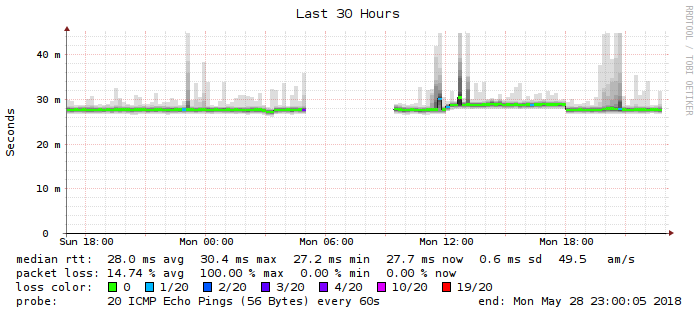 Last 30 Hours
RRDTOOL / TOBI OETIKER
Seconds
40 m
30 m
20 m
10 m
0
Sun 18:00 Mon 00:00 Mon 06:00 Mon 12:00 Mon 18:00
median rtt: 28.0 ms avg 30.4 ms max 27.2 ms min 27.7 ms now 0.6 ms sd 49.5 am/s
packet loss: 14.74 % avg 100.00 % max 0.00 % min 0.00 % now
loss color: 0 1/20 2/20 3/20 4/20 10/20 19/20
probe: 20 ICMP Echo Pings (56 Bytes) every 60s end: Mon May 28 23:00:05 2018